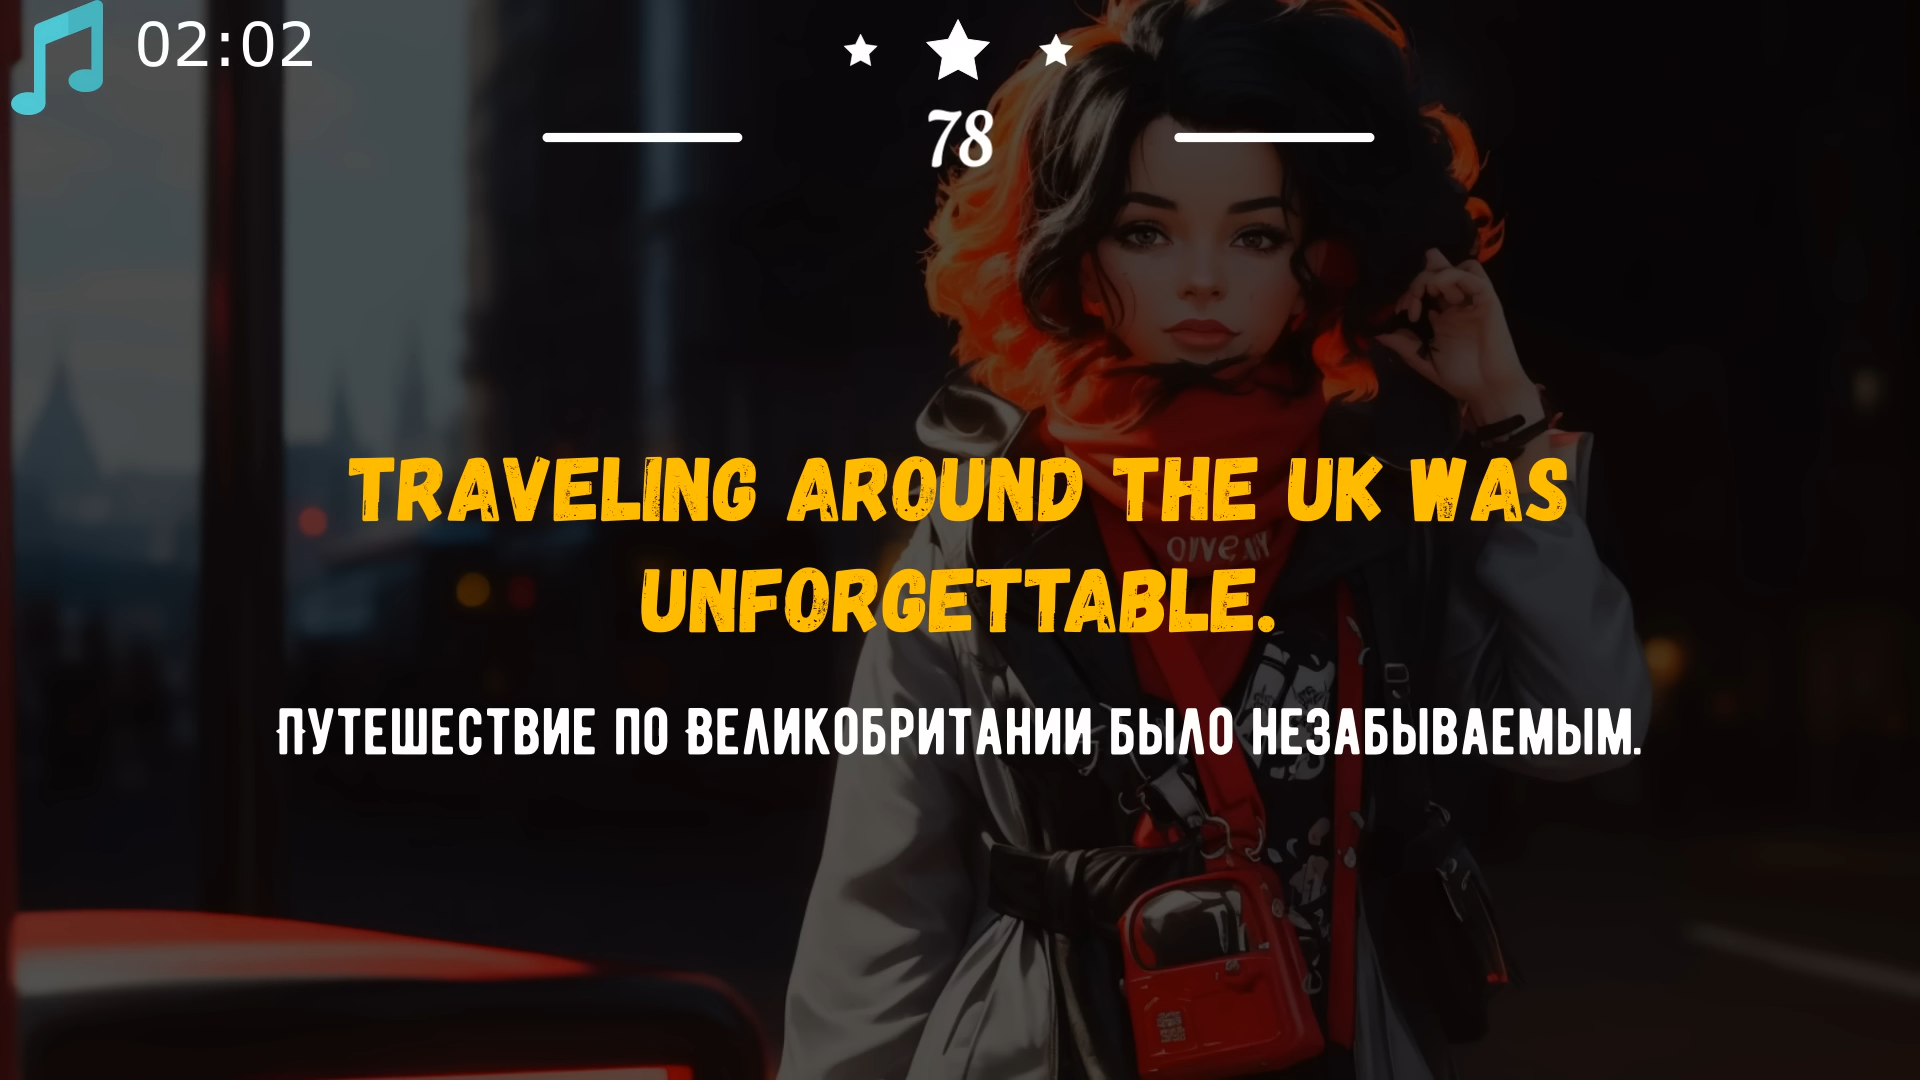 02:02
78
TRAVELING AROUND THE UK WAS
UNFORGETTABLE.
ПУТЕШЕСТВИЕ ПО ВЕЛИКОБРИТАНИИ БЫЛО НЕЗАБЫВАЕМЫМ.